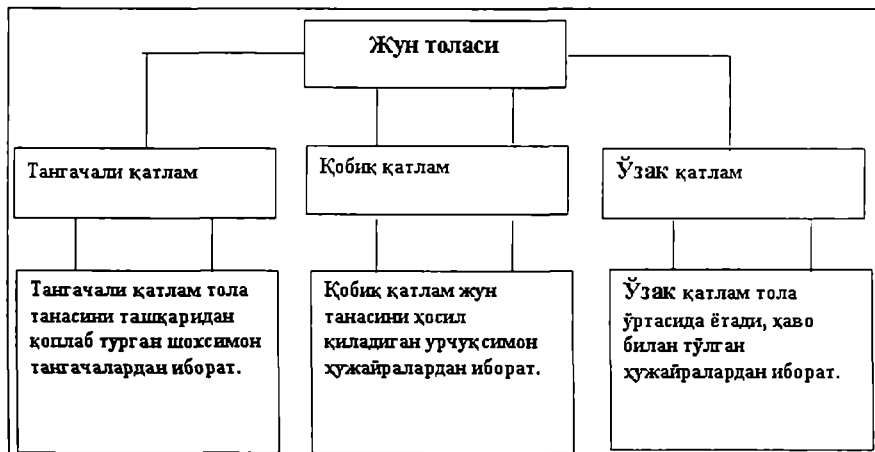 Жун толаси
Тангачали қатлам
Қобиқ қатлам
Ўзак қатлам
Тангачали қатлам тола
танасини ташқаридан
қоплаб турган шохсимон
тангачалардан иборат.
Қобиқ қатлам жун
танасини ҳосил
қиладиган урчуқсимон
ҳужайралардан иборат.
Ўзак қатлам тола
ўртасида ётади, ҳаво
билан тўлган
ҳужайралардан иборат.